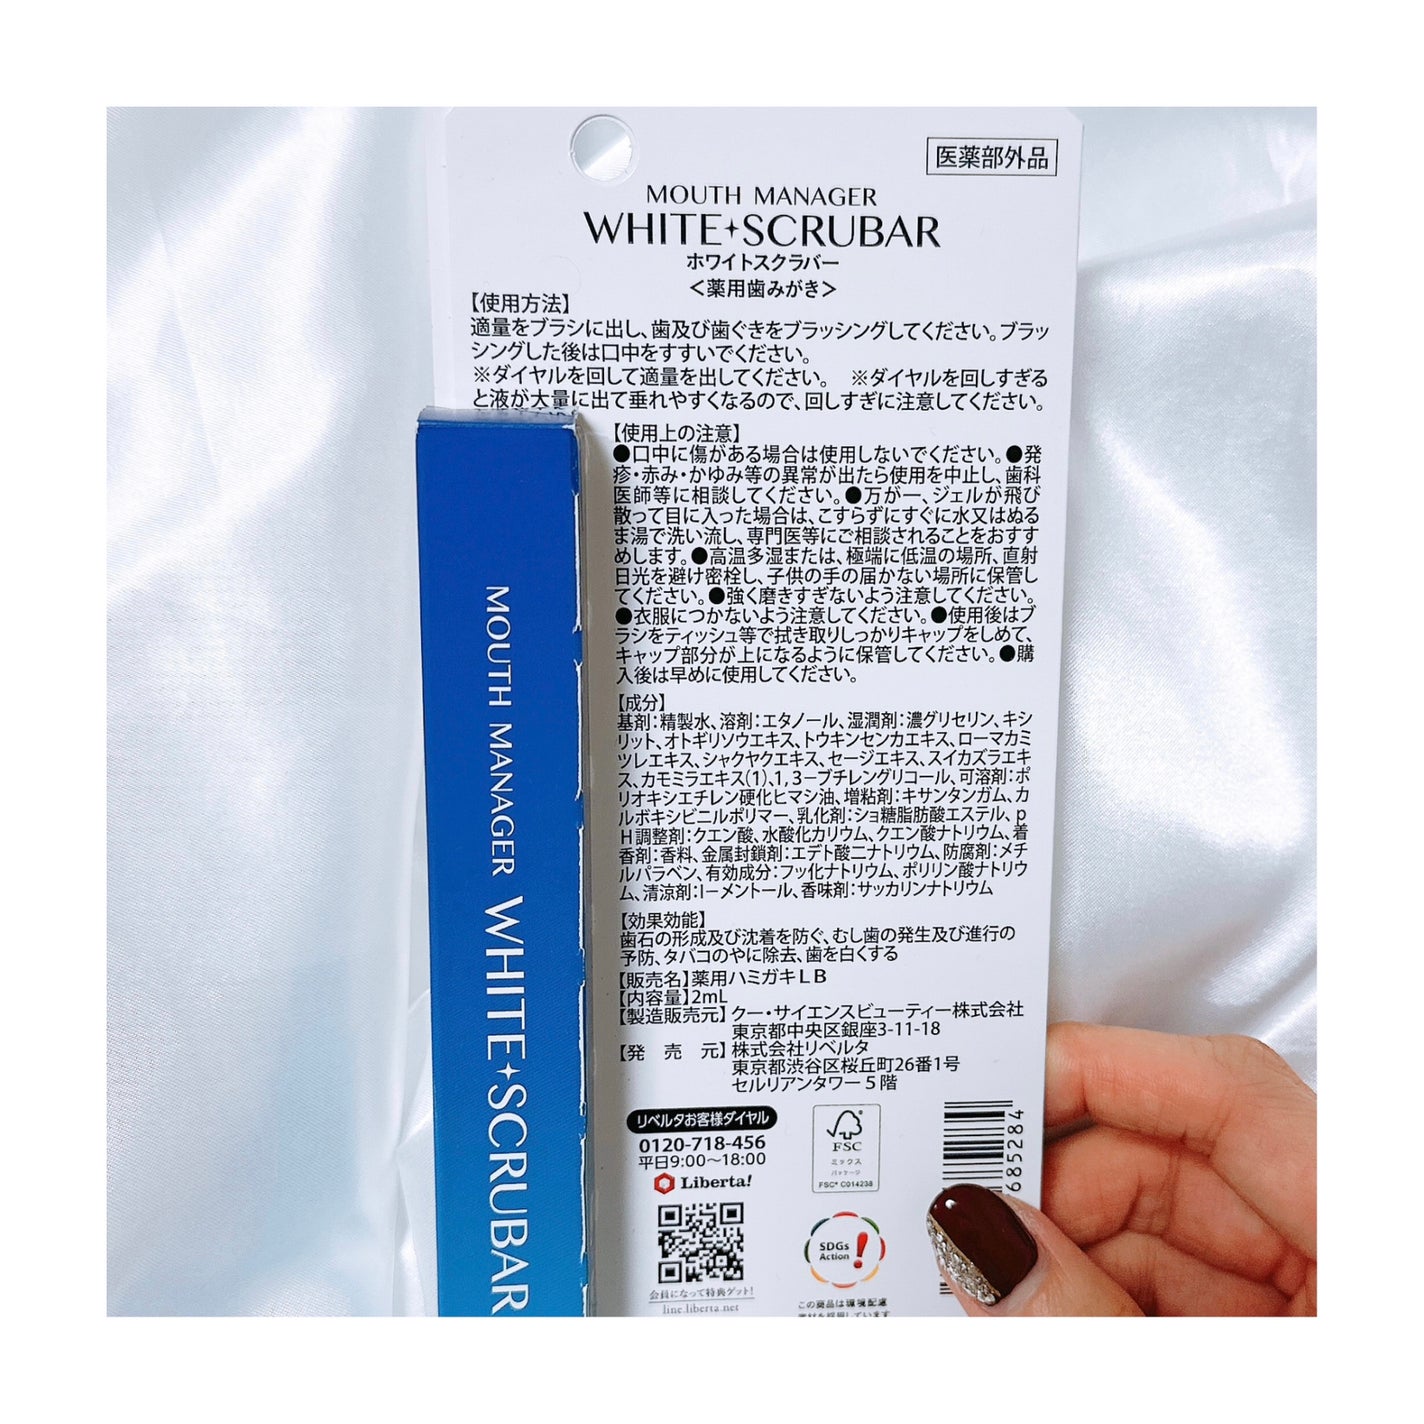 医薬部外品
MOUTH MANAGER
WHITE✦SCRUBAR
ホワイトスクラバー
＜薬用歯みがき＞
【使用方法】
適量をブラシに出し、歯及び歯ぐきをブラッシングしてください。ブラッ
シングした後は口中をすすいでください。
※ダイヤルを回して適量を出してください。 ※ダイヤルを回しすぎる
と液が大量に出て垂れやすくなるので、回しすぎに注意してください。
【使用上の注意】
●口中に傷がある場合は使用しないでください。●発
疹・赤み・かゆみ等の異常が出たら使用を中止し、歯科
医師等に相談してください。●万が一、ジェルが飛び
散って目に入った場合は、こすらずにすぐに水又はぬる
ま湯で洗い流し、専門医等にご相談されることをおすす
めします。●高温多湿または、極端に低温の場所、直射
日光を避け密栓し、子供の手の届かない場所に保管し
てください。●強く磨きすぎないよう注意してください。
●衣服につかないよう注意してください。●使用後はブ
ラシをティッシュ等で拭き取りしっかりキャップをしめて、
キャップ部分が上になるように保管してください。●購
入後は早めに使用してください。
【成分】
基剤：精製水、溶剤：エタノール、湿潤剤：濃グリセリン、キシ
リット、オトギリソウエキス、トウキンセンカエキス、ローマカミ
ツレエキス、シャクヤクエキス、セージエキス、スイカズラエキ
ス、カモミラエキス（1）、1，3－ブチレングリコール、可溶剤：ポ
リオキシエチレン硬化ヒマシ油、増粘剤：キサンタンガム、カ
ルボキシビニルポリマー、乳化剤：ショ糖脂肪酸エステル、p
H調整剤：クエン酸、水酸化カリウム、クエン酸ナトリウム、着
香剤：香料、金属封鎖剤：エデト酸二ナトリウム、防腐剤：メチ
ルパラベン、有効成分：フッ化ナトリウム、ポリリン酸ナトリウ
ム、清涼剤：l－メントール、香味剤：サッカリンナトリウム
【効果効能】
歯石の形成及び沈着を防ぐ、むし歯の発生及び進行の
予防、タバコのやに除去、歯を白くする
【販売名】薬用ハミガキLB
【内容量】2mL
【製造販売元】クー・サイエンスビューティー株式会社
東京都中央区銀座3-11-18
【発 売 元】株式会社リベルタ
東京都渋谷区桜丘町26番1号
セルリアンタワー5階
リベルタお客様ダイヤル
0120-718-456
平日9:00～18:00
Liberta!
会員になって特典ゲット!
line.liberta.net
FSC
ミックス
パッケージ
FSC® C014238
SDGs
Action
この商品は環境配慮
685284
MOUTH MANAGER WHITE✦SCRUBAR